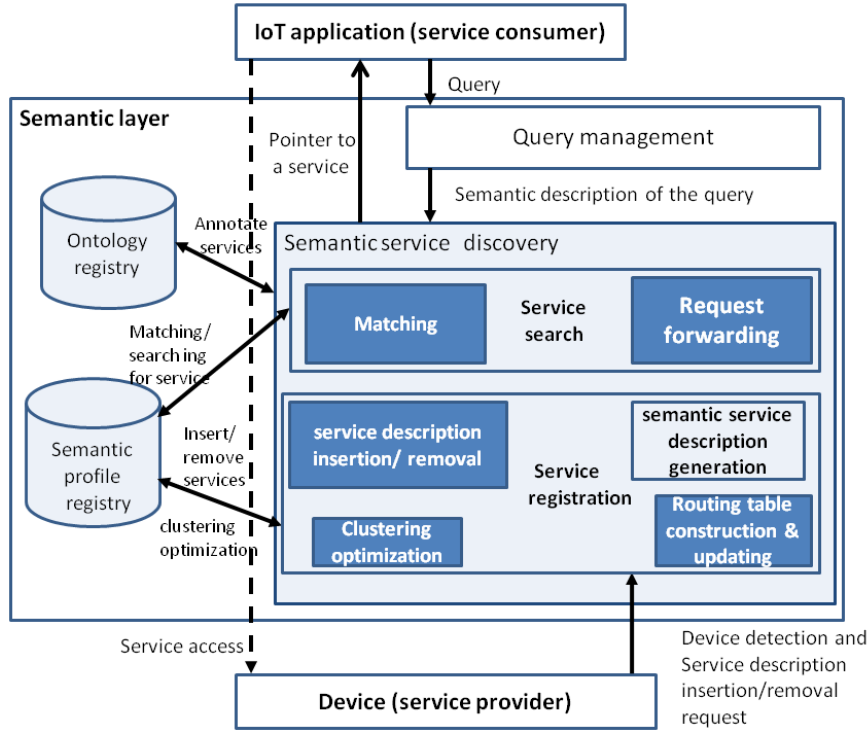 IoT application (service consumer)
Query
Semantic layer
Query management
Pointer to
a service
Semantic description of the query
Annotate
services
Ontology
registry
Semantic service discovery
Matching
Service
search
Request
forwarding
Matching/
search ing
for service
Semantic
profile
registry
Insert/
remove
services
clustering
optimization
service description
insertion/ removal
semantic service
description
generation
Service
registration
Clustering
optimization
Routing table
construction &
updating
Service access
Device detection and
Service description
insertion/removal
request
Device (service provider)